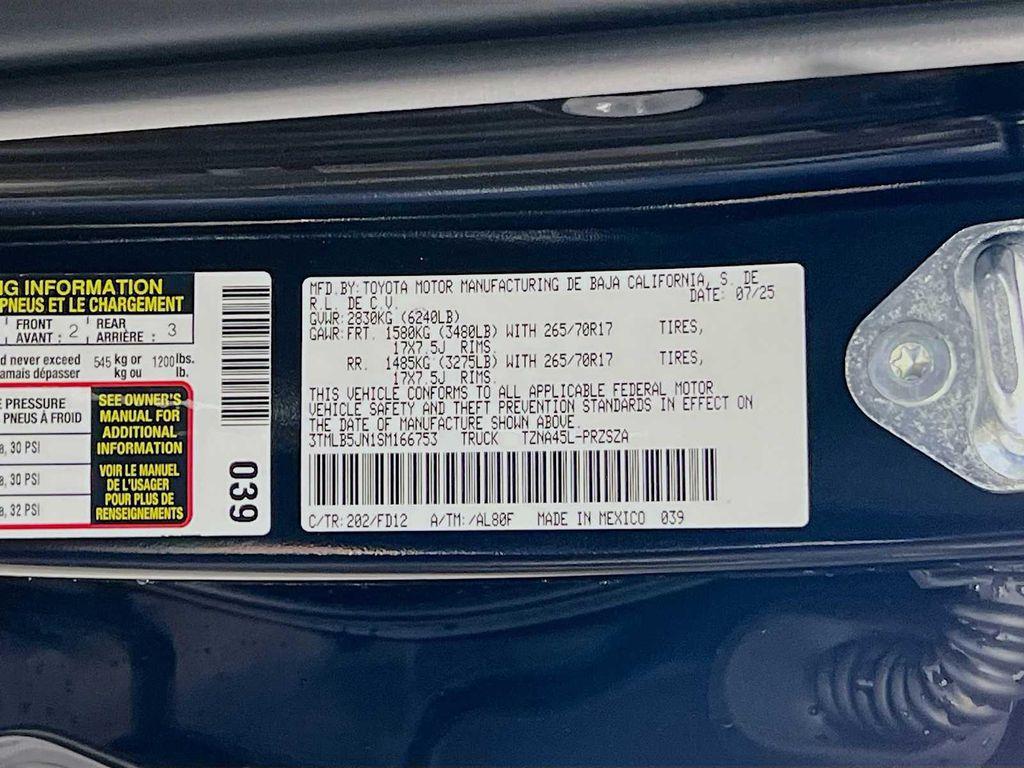 NG INFORMATION
PNEUS ET LE CHARGEMENT
FRONT
AVANT : 2
REAR
ARRIÈRE : 3
d never exceed
amais dépasser
545 kg or
kg ou
1200 lbs.
lb.
E PRESSURE
PNEUS À FROID
a, 30 PSI
a, 30 PSI
a, 32 PSI
SEE OWNER'S
MANUAL FOR
ADDITIONAL
INFORMATION
VOIR LE MANUEL
DE L'USAGER
POUR PLUS DE
RENSEIGNEMENTS
039
MFD.BY:TOYOTA MOTOR MANUFACTURING DE BAJA CALIFORNIA, S. DE
R.L. DE C.V. DATE: 07/25
GVWR:2830KG (6240LB)
GAWR:FRT. 1580KG (3480LB) WITH 265/70R17 TIRES,
17X7.5J RIMS
RR. 1485KG (3275LB) WITH 265/70R17 TIRES,
17X7.5J RIMS.
THIS VEHICLE CONFORMS TO ALL APPLICABLE FEDERAL MOTOR
VEHICLE SAFETY AND THEFT PREVENTION STANDARDS IN EFFECT ON
THE DATE OF MANUFACTURE SHOWN ABOVE.
3TMLB5JN1SM166753 TRUCK TZNA45L-PRZSZA
C/TR:202/FD12 A/TM:/AL80F MADE IN MEXICO 039